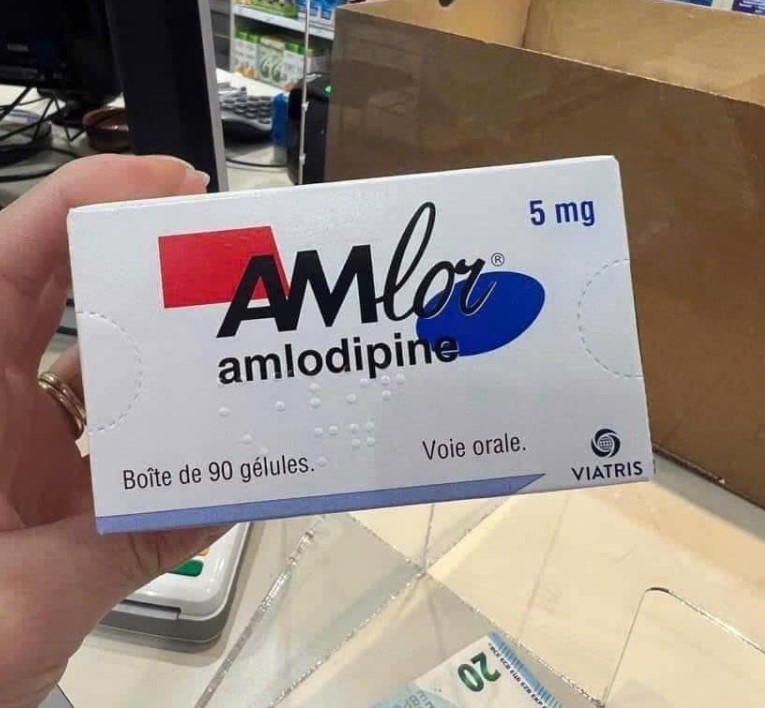 5 mg
AMlor®
amlodipine
Boîte de 90 gélules.
Voie orale.
VIATRIS
20